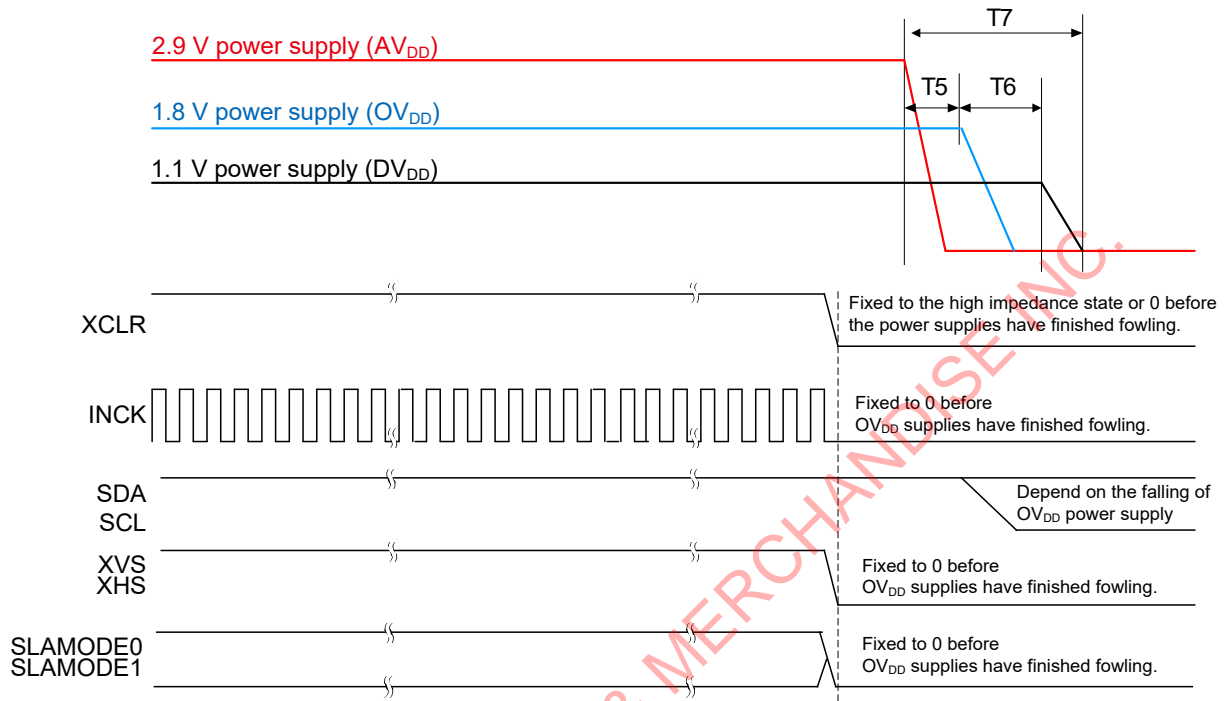 T7
2.9 V power supply (AVDD)
T5 T6
1.8 V power supply (OVDD)
1.1 V power supply (DVDD)
XCLR
Fixed to the high impedance state or 0 before
the power supplies have finished fowling.
INCK
Fixed to 0 before
OVDD supplies have finished fowling.
SDA
SCL
Depend on the falling of
OVDD power supply
XVS
XHS
Fixed to 0 before
OVDD supplies have finished fowling.
SLAMODE0
SLAMODE1
Fixed to 0 before
OVDD supplies have finished fowling.
MERCHANDISE INC.